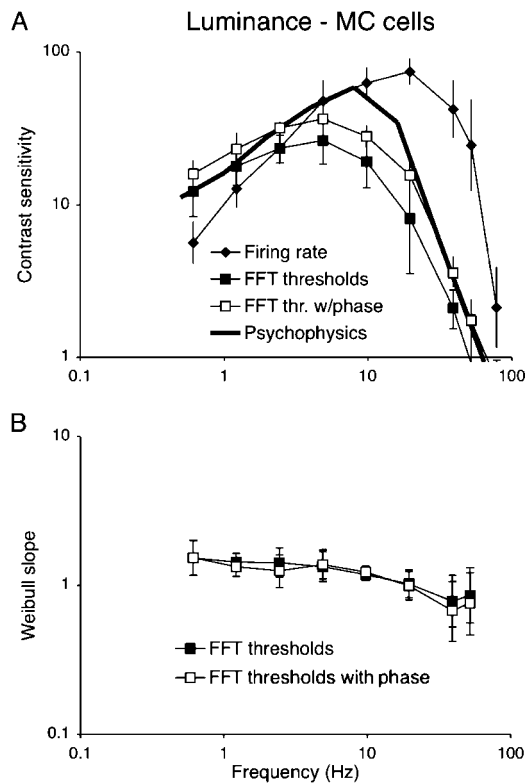 A
Luminance - MC cells
100
10
1
Contrast sensitivity
Firing rate
FFT thresholds
FFT thr. w/phase
Psychophysics
0.1
1
10
100
B
10
1
0.1
Weibull slope
FFT thresholds
FFT thresholds with phase
0.1
1
10
100
Frequency (Hz)